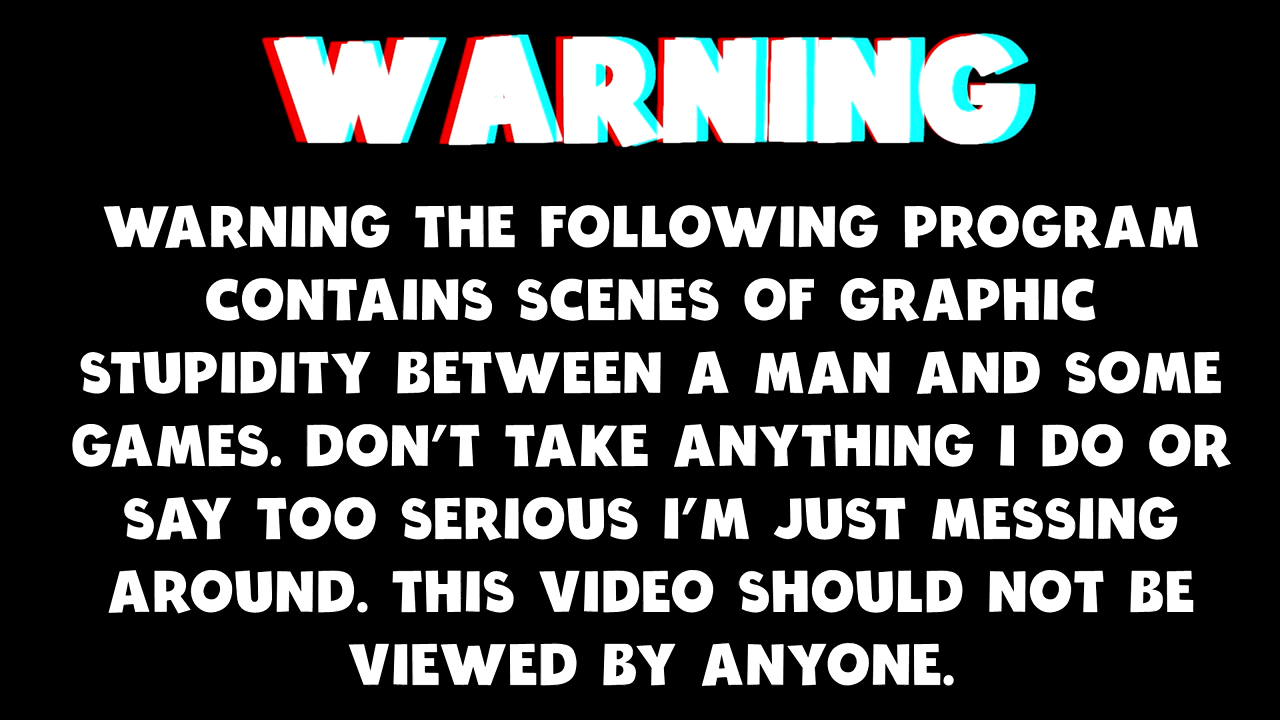 WARNING
WARNING THE FOLLOWING PROGRAM
CONTAINS SCENES OF GRAPHIC
STUPIDITY BETWEEN A MAN AND SOME
GAMES. DON'T TAKE ANYTHING I DO OR
SAY TOO SERIOUS I'M JUST MESSING
AROUND. THIS VIDEO SHOULD NOT BE
VIEWED BY ANYONE.